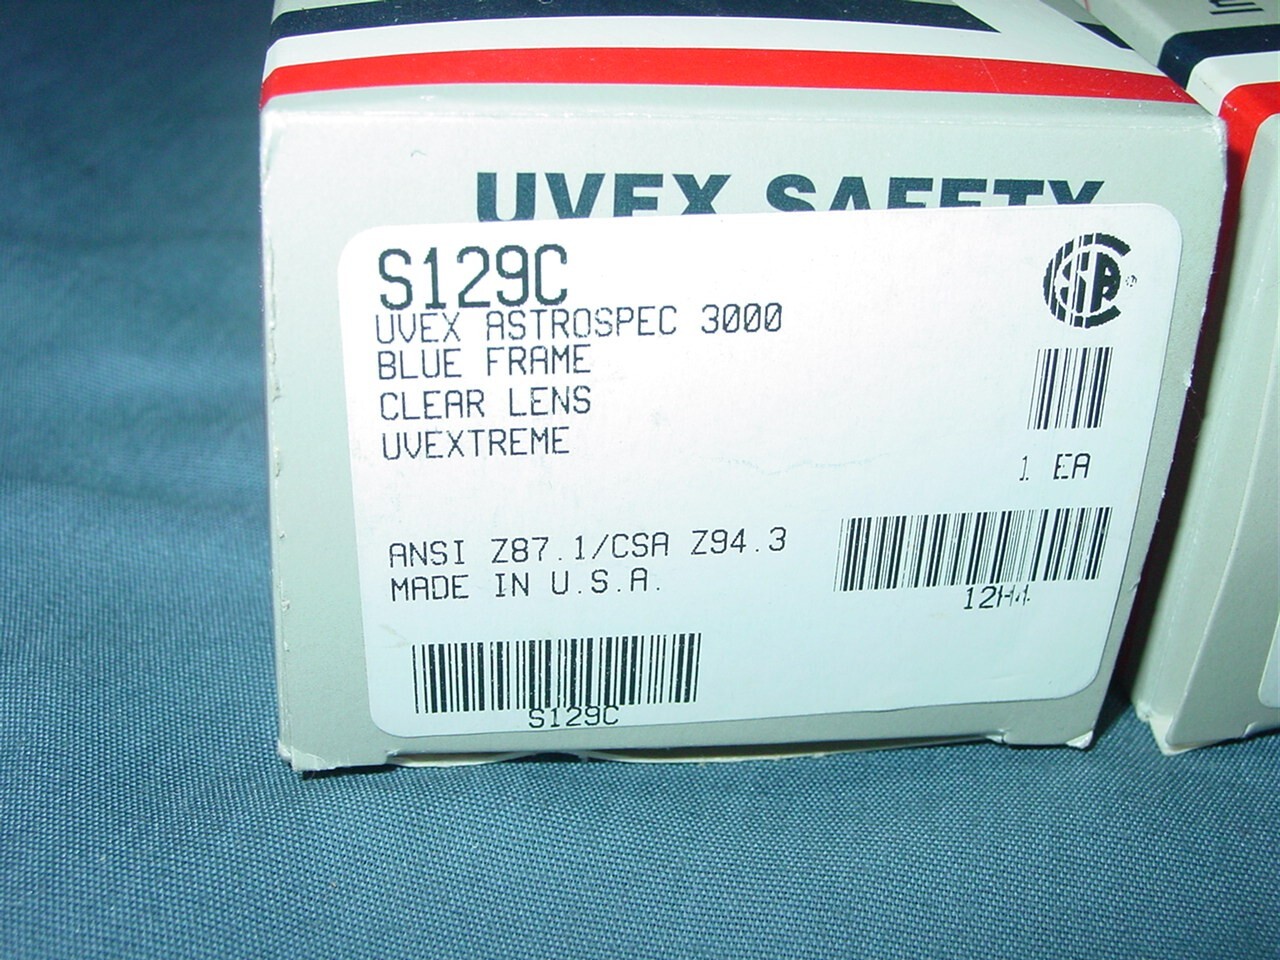 UVEX SAFETY
S129C
UVEX ASTROSPEC 3000
BLUE FRAME
CLEAR LENS
UVEXTREME
1 EA
ANSI Z87.1/CSA Z94.3
MADE IN U.S.A.
S129C